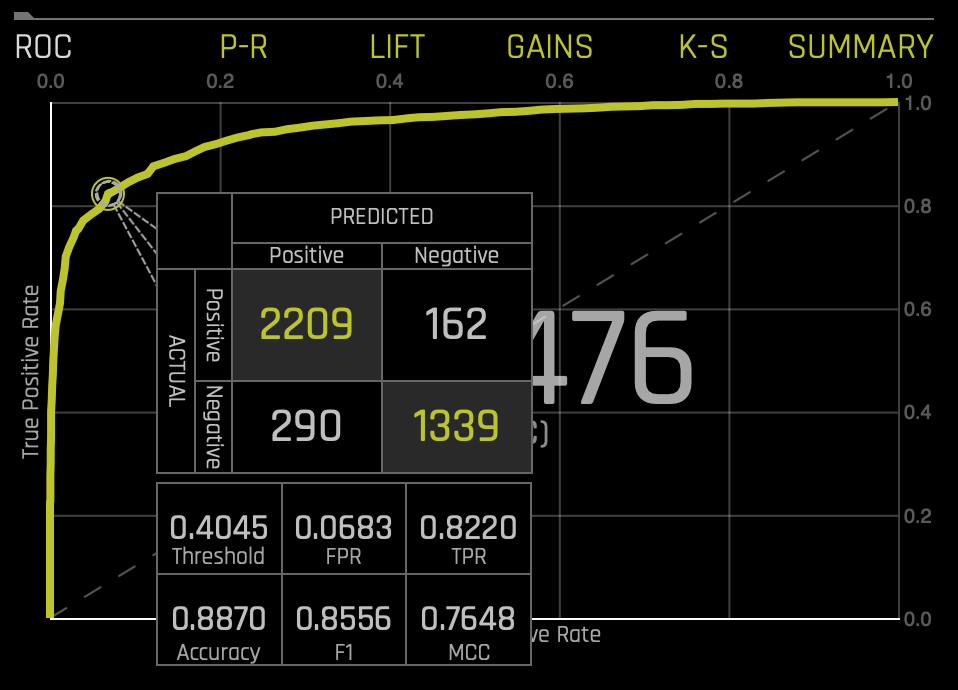 ROC P-R LIFT GAINS K-S SUMMARY
0.0 0.2 0.4 0.6 0.8 1.0
1.0
0.8
0.6
0.4
0.2
0.0
True Positive Rate
PREDICTED
Positive Negative
ACTUAL
Positive
2209 162
Negative
290 1339
476
C)
0.4045 0.0683 0.8220
Threshold FPR TPR
0.8870 0.8556 0.7648
Accuracy F1 MCC
ve Rate